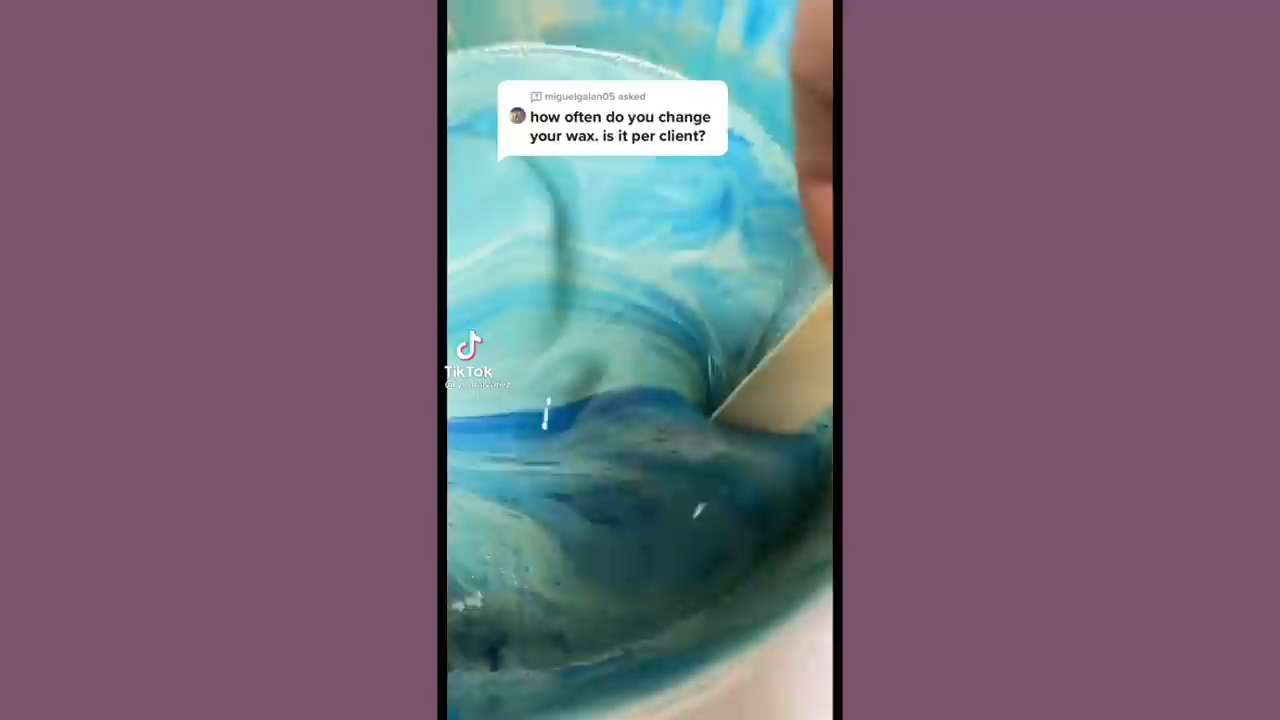 miguelgalan05 asked
how often do you change
your wax. is it per client?
TikTok